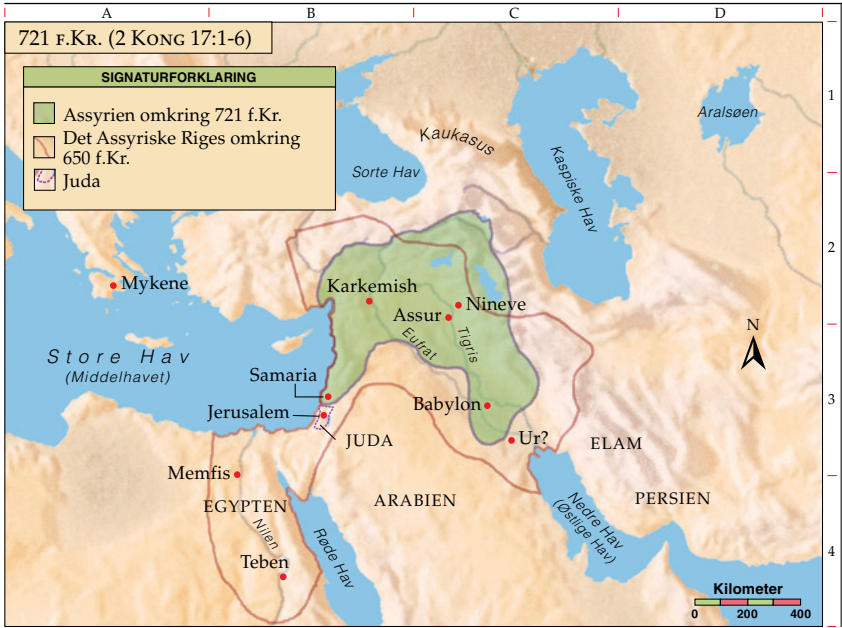 A B C D
721 F.KR. (2 KONG 17:1-6)
SIGNATURFORKLARING
Assyrien omkring 721 f.Kr.
Det Assyriske Riges omkring
650 f.Kr.
Juda
1
2
3
4
Kaukasus
Sorte Hav
Kaspiske Hav
Aralsøen
Mykene
Karkemish
Nineve
Assur
Eufrat
Tigris
Store Hav
(Middelhavet)
Samaria
Jerusalem
Babylon
Ur?
JUDA
ELAM
Memfis
EGYPTEN
ARABIEN
PERSIEN
Nilen
Røde Hav
Nedre Hav
(Østlige Hav)
Teben
N
Kilometer
0 200 400